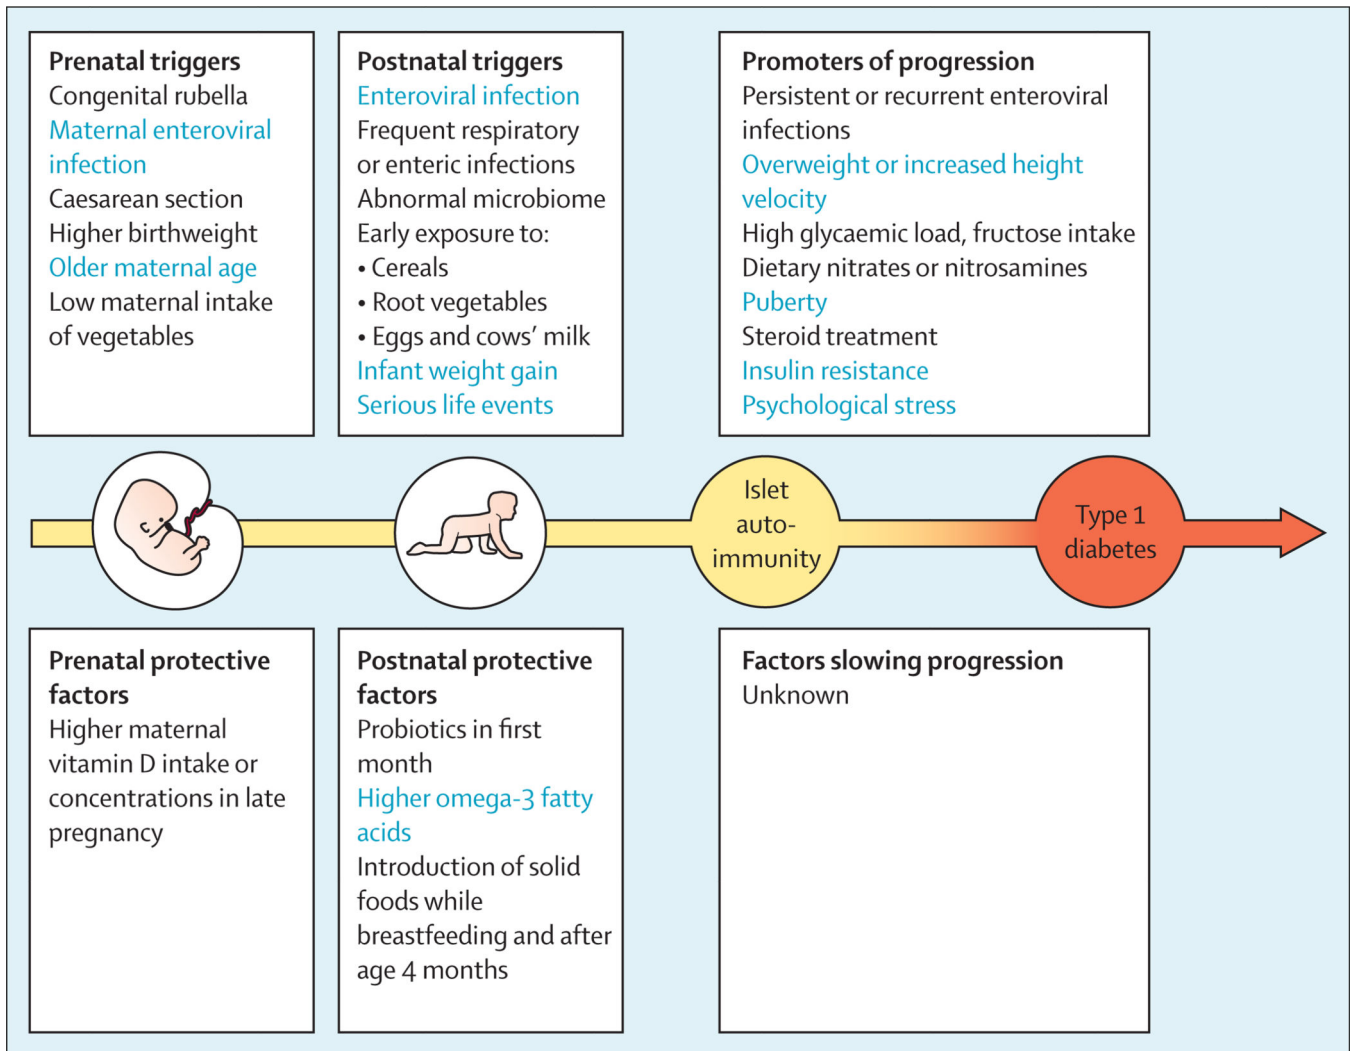 Prenatal triggers
Congenital rubella
Maternal enteroviral
infection
Caesarean section
Higher birthweight
Older maternal age
Low maternal intake
of vegetables
Postnatal triggers
Enteroviral infection
Frequent respiratory
or enteric infections
Abnormal microbiome
Early exposure to:
• Cereals
• Root vegetables
• Eggs and cows’ milk
Infant weight gain
Serious life events
Promoters of progression
Persistent or recurrent enteroviral
infections
Overweight or increased height
velocity
High glycaemic load, fructose intake
Dietary nitrates or nitrosamines
Puberty
Steroid treatment
Insulin resistance
Psychological stress
Islet
auto-
immunity
Type 1
diabetes
Prenatal protective
factors
Higher maternal
vitamin D intake or
concentrations in late
pregnancy
Postnatal protective
factors
Probiotics in first
month
Higher omega-3 fatty
acids
Introduction of solid
foods while
breastfeeding and after
age 4 months
Factors slowing progression
Unknown